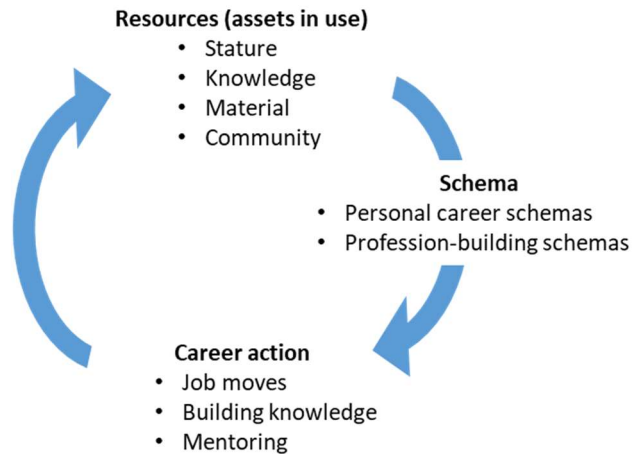 Resources (assets in use)
• Stature
• Knowledge
• Material
• Community
Schema
• Personal career schemas
• Profession-building schemas
Career action
• Job moves
• Building knowledge
• Mentoring